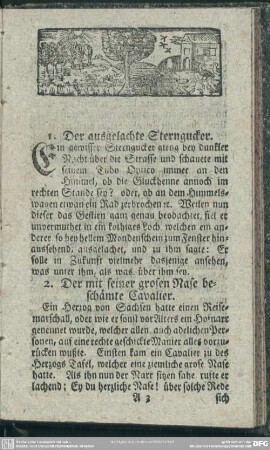 1. Der ausgelachte Sterngucker.
Ein gewisser Sterngucker gieng bey dunkler
Nacht über die Strasse und schauete mit
seinem Tubo Optico immer an den
Himmel, ob die Gluckhenne annoch im
rechten Stande sey? oder, ob an dem Himmels-
wagen etwan ein Rad zerbrochen ꝛc. Weilen nun
dieser das Gestirn gam genau beobachtet, fiel er
unvermuthet in ein kothiges Loch, welchen ein an-
derer so bey hellem Mondenschein zum Fenster hin-
aussehend, ausgelachet, und zu ihm sagte: Er
solle in Zukunft vielmehr dasjenige ansehen,
was unter ihm, als was über ihm sey.
2. Der mit seiner grosen Nase be-
schämte Cavalier.
Ein Herzog von Sachsen hatte einen Reise-
marschall, oder wie er sonst vor Alters ein Hofnarr
genennet wurde, welcher allen, auch adelichen Per-
sonen, auf eine rechte geschickte Manier alles vorzu-
rücken wußte. Einsten kam ein Cavalier zu des
Herzogs Tafel, welcher eine ziemliche grose Nase
hatte. Als ihn nun der Narr sitzen sahe, rufte er
lachend; Ey du herzliche Nase! über solche Rede
A 2 sich